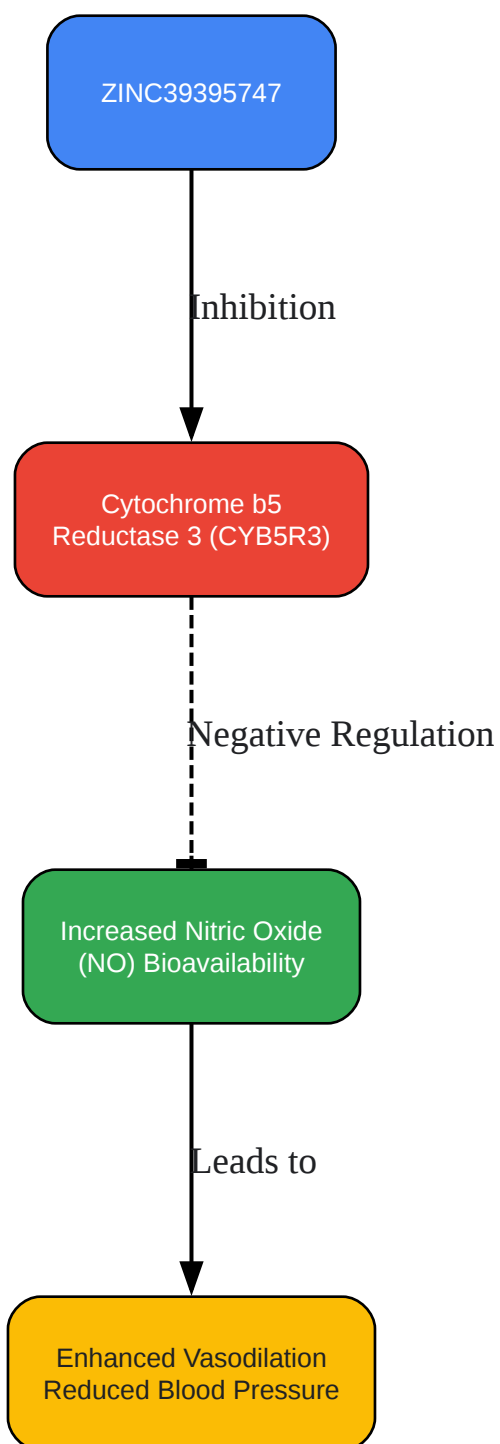 ZINC39395747
Inhibition
Cytochrome b5
Reductase 3 (CYB5R3)
Negative Regulation
Increased Nitric Oxide
(NO) Bioavailability
Leads to
Enhanced Vasodilation
Reduced Blood Pressure